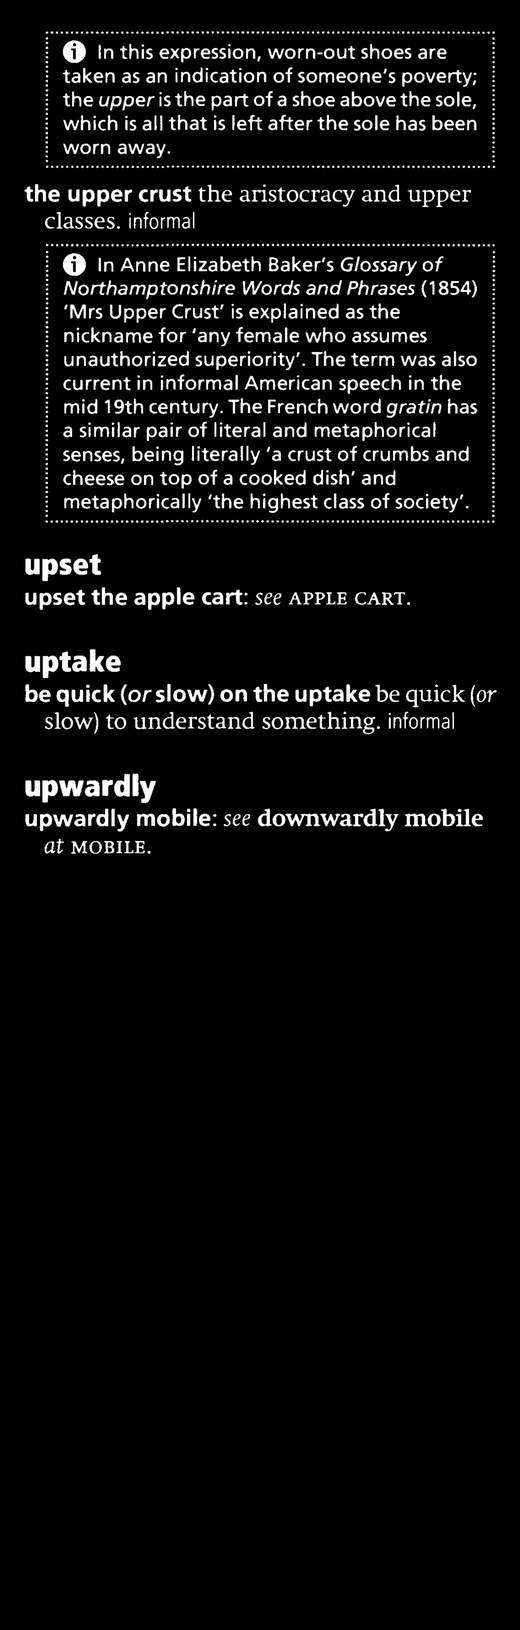 ⓘ In this expression, worn-out shoes are
taken as an indication of someone's poverty;
the upper is the part of a shoe above the sole,
which is all that is left after the sole has been
worn away.
the upper crust the aristocracy and upper
classes. informal
ⓘ In Anne Elizabeth Baker's Glossary of
Northamptonshire Words and Phrases (1854)
‘Mrs Upper Crust’ is explained as the
nickname for ‘any female who assumes
unauthorized superiority’. The term was also
current in informal American speech in the
mid 19th century. The French word gratin has
a similar pair of literal and metaphorical
senses, being literally ‘a crust of crumbs and
cheese on top of a cooked dish’ and
metaphorically ‘the highest class of society’.
upset
upset the apple cart: see APPLE CART.
uptake
be quick (or slow) on the uptake be quick (or
slow) to understand something. informal
upwardly
upwardly mobile: see downwardly mobile
at MOBILE.